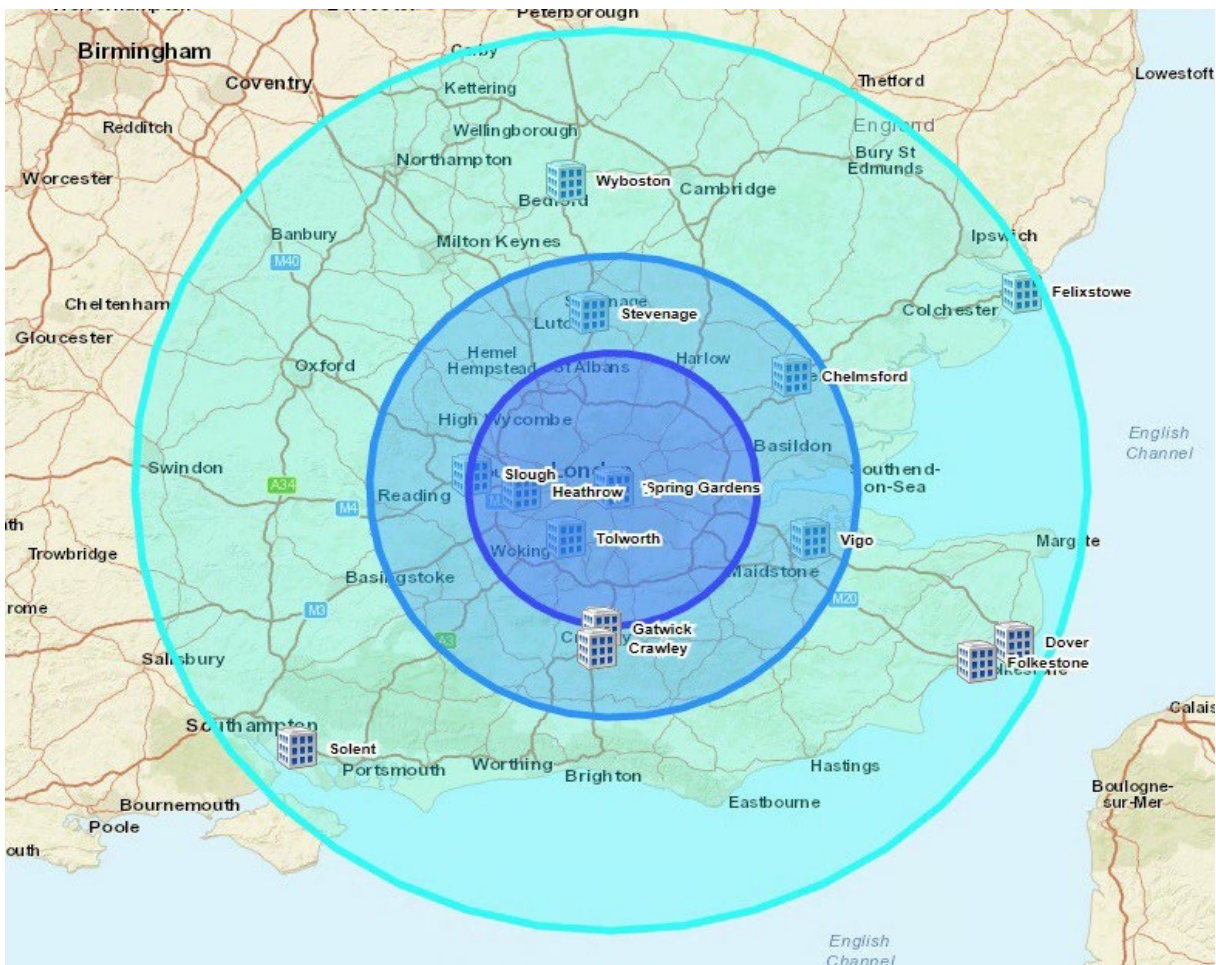 Peterborough
Birmingham
Corby
Coventry
Kettering
Thetford
Lowestoft
Redditch
Wellingborough
England
Northampton
Bury St
Edmunds
Worcester
Wyboston
Cambridge
Bedford
Banbury
Milton Keynes
Ipswich
M40
Felixstowe
Cheltenham
Colchester
Stevenage
Luto
Gloucester
Hemel
Hempstead
St Albans
Harlow
Oxford
Chelmsford
High Wycombe
Basildon
English
Channel
Swindon
Slough
London
Southend-
on-Sea
A34
Reading
Heathrow
Spring Gardens
M4
Trowbridge
Woking
Tolworth
Vigo
Margate
Basingstoke
Maidstone
M20
M3
rome
Gatwick
A3
Crawley
Dover
Salisbury
Folkestone
Southampton
Solent
Calais
Portsmouth
Worthing
Brighton
Hastings
Boulogne-
sur-Mer
Bournemouth
Eastbourne
Poole
outh
English
Channel